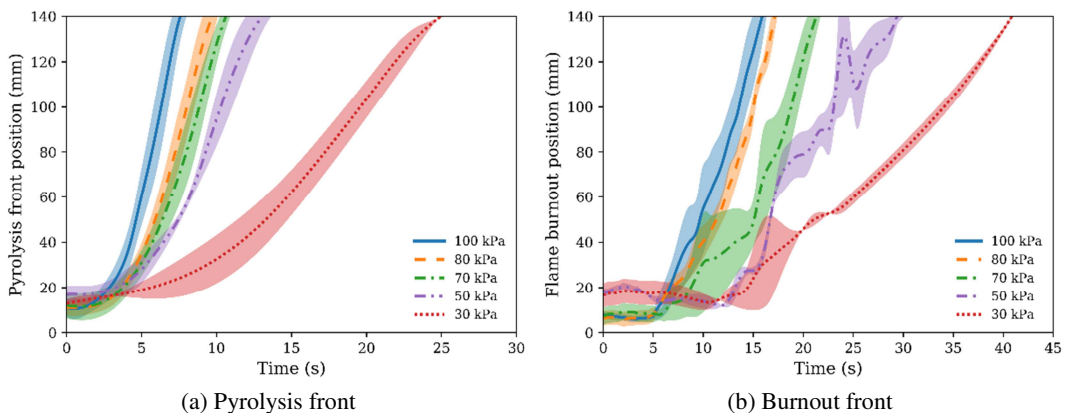 140
120
100
80
60
40
20
0
Pyrolysis front position (mm)
100 kPa
80 kPa
70 kPa
50 kPa
30 kPa
0 5 10 15 20 25 30
Time (s)
(a) Pyrolysis front
140
120
100
80
60
40
20
0
Flame burnout position (mm)
100 kPa
80 kPa
70 kPa
50 kPa
30 kPa
0 5 10 15 20 25 30 35 40 45
Time (s)
(b) Burnout front